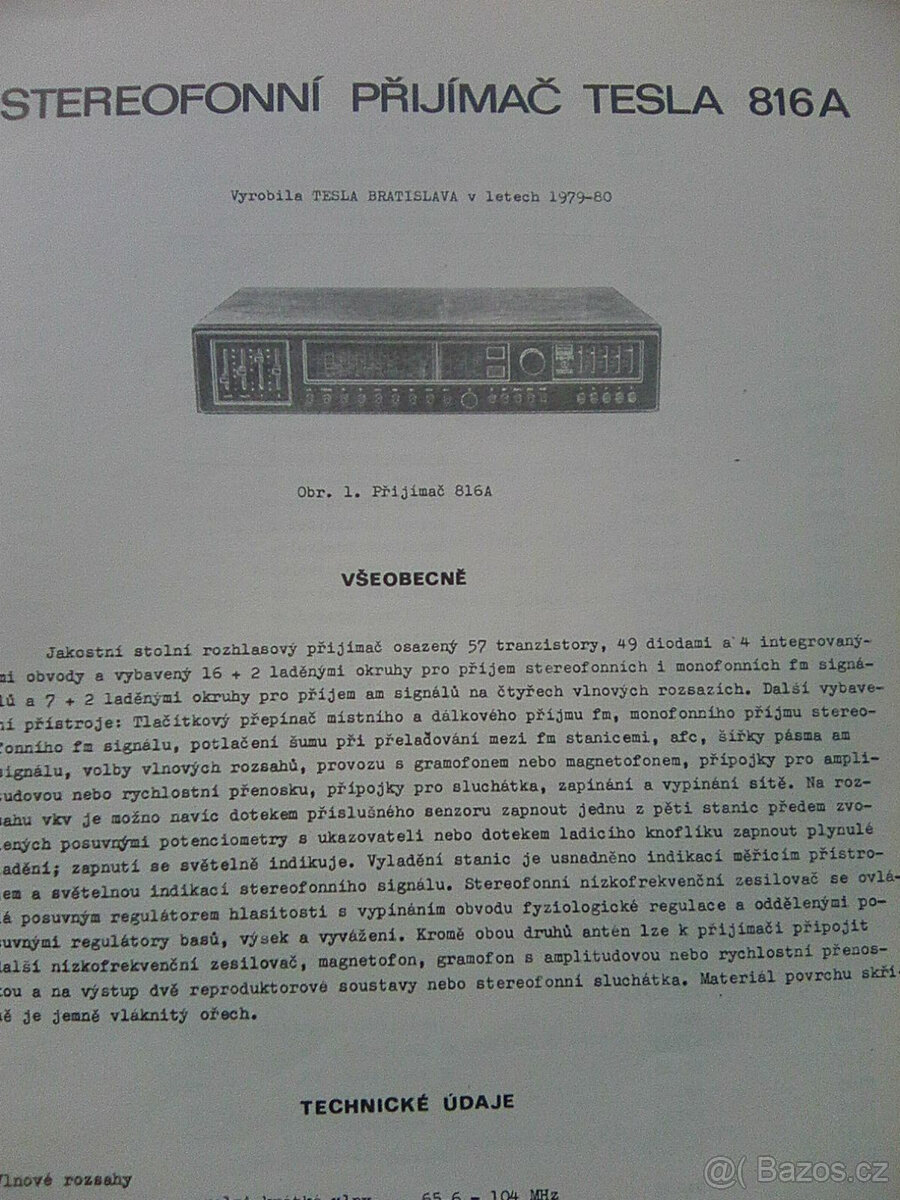 STEREOFONNÍ PŘIJÍMAČ TESLA 816A
Vyrobila TESLA BRATISLAVA v letech 1979-80
Obr. 1. Přijímač 816A
VŠEOBECNĚ
Jakostní stolní rozhlasový přijímač osazený 57 tranzistory, 49 diodami a 4 integrovaný-
mi obvody a vybavený 16 + 2 laděnými okruhy pro příjem stereofonních i monofonních fm signá-
lů a 7 + 2 laděnými okruhy pro příjem am signálů na čtyřech vlnových rozsazích. Další vybave-
ní přístroje: Tlačítkový přepínač místního a dálkového příjmu fm, monofonního příjmu stereo-
fonního fm signálu, potlačení šumu při přelaďování mezi fm stanicemi, afc, šířky pásma am
signálu, volby vlnových rozsahů, provozu s gramofonem nebo magnetofonem, přípojky pro ampli-
tudovou nebo rychlostní přenosku, přípojky pro sluchátka, zapínání a vypínání sítě. Na roz-
sahu vkv je možno navíc dotekem příslušného senzoru zapnout jednu z pěti stanic předem zvo-
lených posuvnými potenciometry s ukazovateli nebo dotekem ladicího knoflíku zapnout plynulé
ladění; zapnutí se světelně indikuje. Vyladění stanic je usnadněno indikací měřicím přístro-
jem a světelnou indikací stereofonního signálu. Stereofonní nízkofrekvenční zesilovač se ovlá-
dá posuvným regulátorem hlasitosti s vypínáním obvodu fyziologické regulace a oddělenými po-
suvnými regulátory basů, výšek a vyvážení. Kromě obou druhů antén lze k přijímači připojit
další nízkofrekvenční zesilovač, magnetofon, gramofon s amplitudovou nebo rychlostní přenos-
kou a na výstup dvě reproduktorové soustavy nebo stereofonní sluchátka. Materiál povrchu skří-
ně je jemně vláknitý ořech.
TECHNICKÉ ÚDAJE
Vlnové rozsahy
krátké vlny 65,6 - 104 MHz
@( Bazos.cz